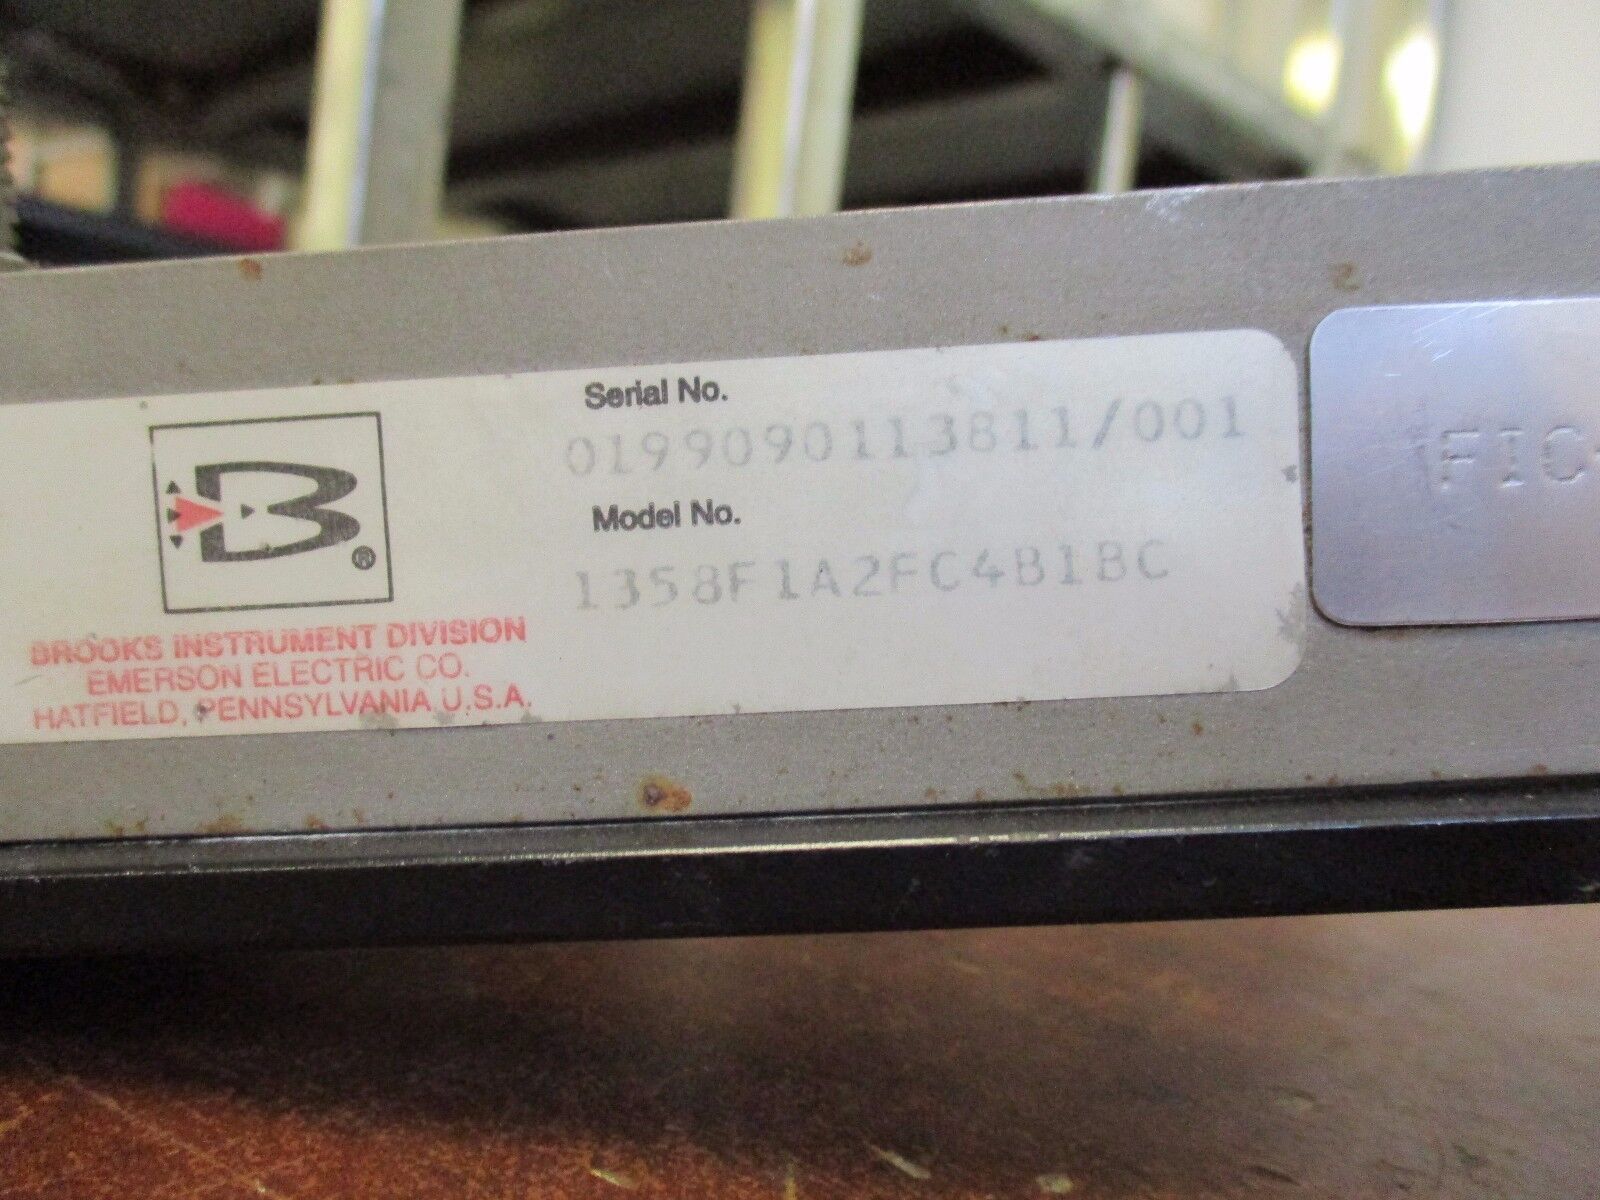 Serial No.
0199090113811/001
Model No.
1358F1A2FC4B1BC
B®
BROOKS INSTRUMENT DIVISION
EMERSON ELECTRIC CO.
HATFIELD, PENNSYLVANIA U.S.A.
FIC-